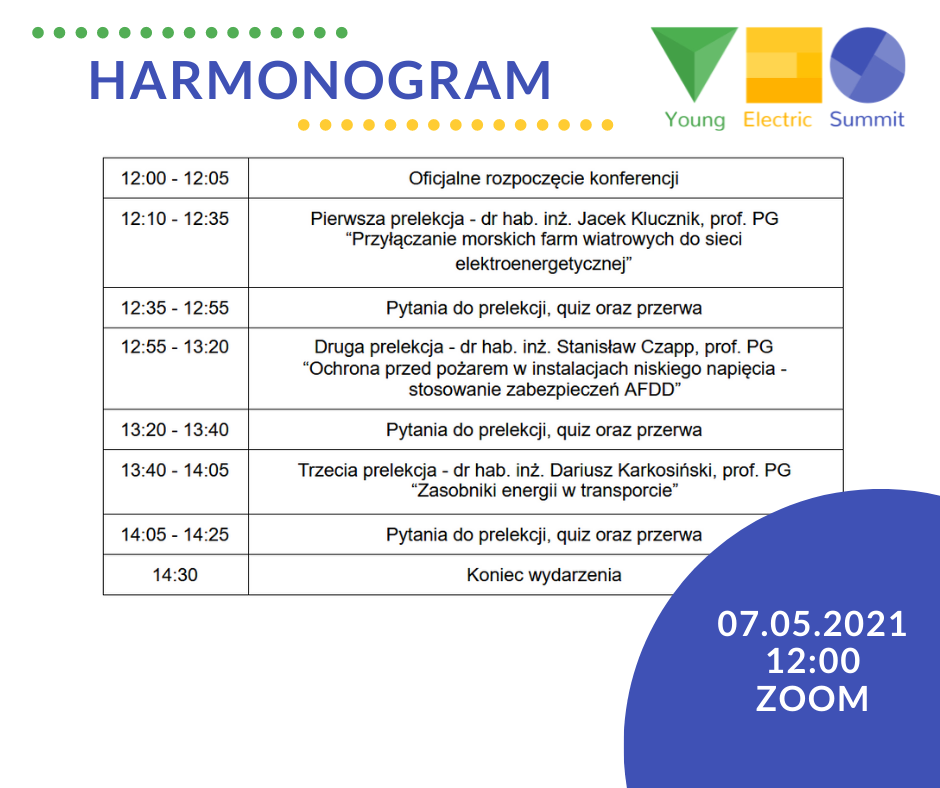 HARMONOGRAM
Young Electric Summit
12:00 - 12:05 Oficjalne rozpoczęcie konferencji
12:10 - 12:35 Pierwsza prelekcja - dr hab. inż. Jacek Klucznik, prof. PG
“Przyłączanie morskich farm wiatrowych do sieci
elektroenergetycznej”
12:35 - 12:55 Pytania do prelekcji, quiz oraz przerwa
12:55 - 13:20 Druga prelekcja - dr hab. inż. Stanisław Czapp, prof. PG
“Ochrona przed pożarem w instalacjach niskiego napięcia -
stosowanie zabezpieczeń AFDD”
13:20 - 13:40 Pytania do prelekcji, quiz oraz przerwa
13:40 - 14:05 Trzecia prelekcja - dr hab. inż. Dariusz Karkosiński, prof. PG
“Zasobniki energii w transporcie”
14:05 - 14:25 Pytania do prelekcji, quiz oraz przerwa
14:30 Koniec wydarzenia
07.05.2021
12:00
ZOOM